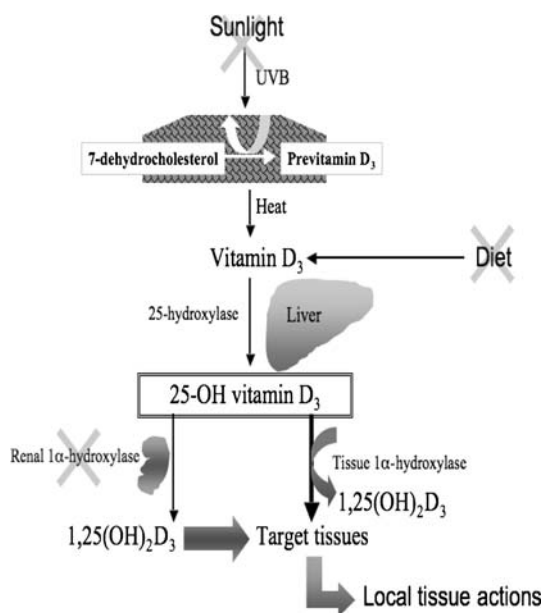 Sunlight
UVB
7-dehydrocholesterol Previtamin D3
Heat
Vitamin D3 Diet
25-hydroxylase Liver
25-OH vitamin D3
Renal 1α-hydroxylase Tissue 1α-hydroxylase
1,25(OH)2D3
1,25(OH)2D3 Target tissues
Local tissue actions